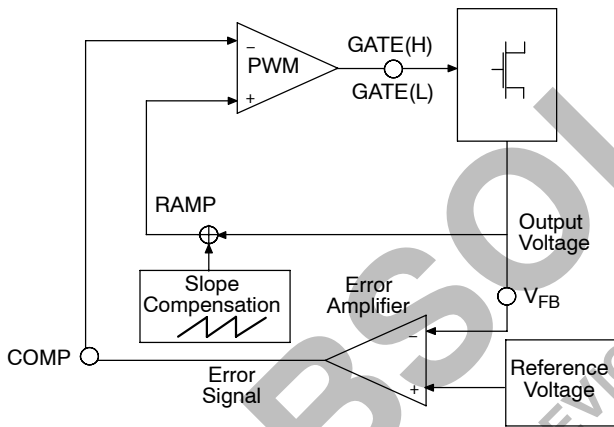 GATE(H)
−
PWM
GATE(L)
+
RAMP
Output
Voltage
Slope
Compensation
Error
Amplifier
VFB
−
COMP
Error
Signal
+
Reference
Voltage